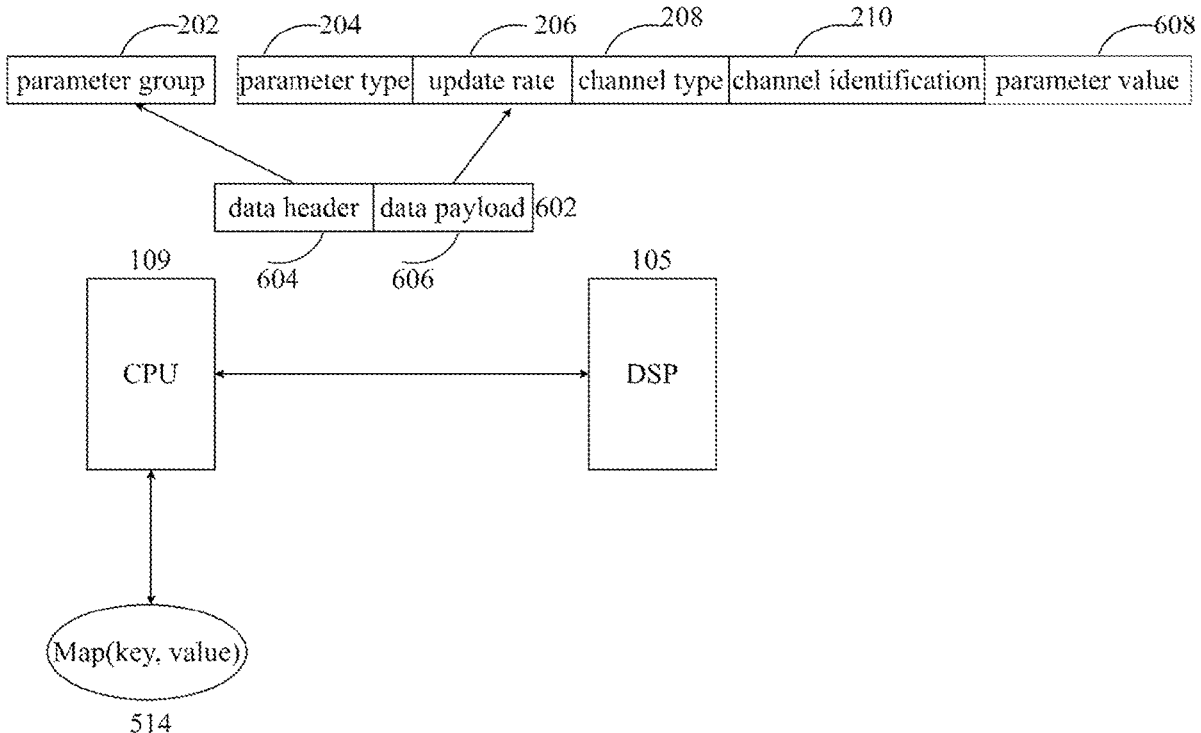 202 204 206 208 210 608
parameter group parameter type update rate channel type channel identification parameter value
data header data payload 602
604 606
109 105
CPU DSP
Map(key, value)
514